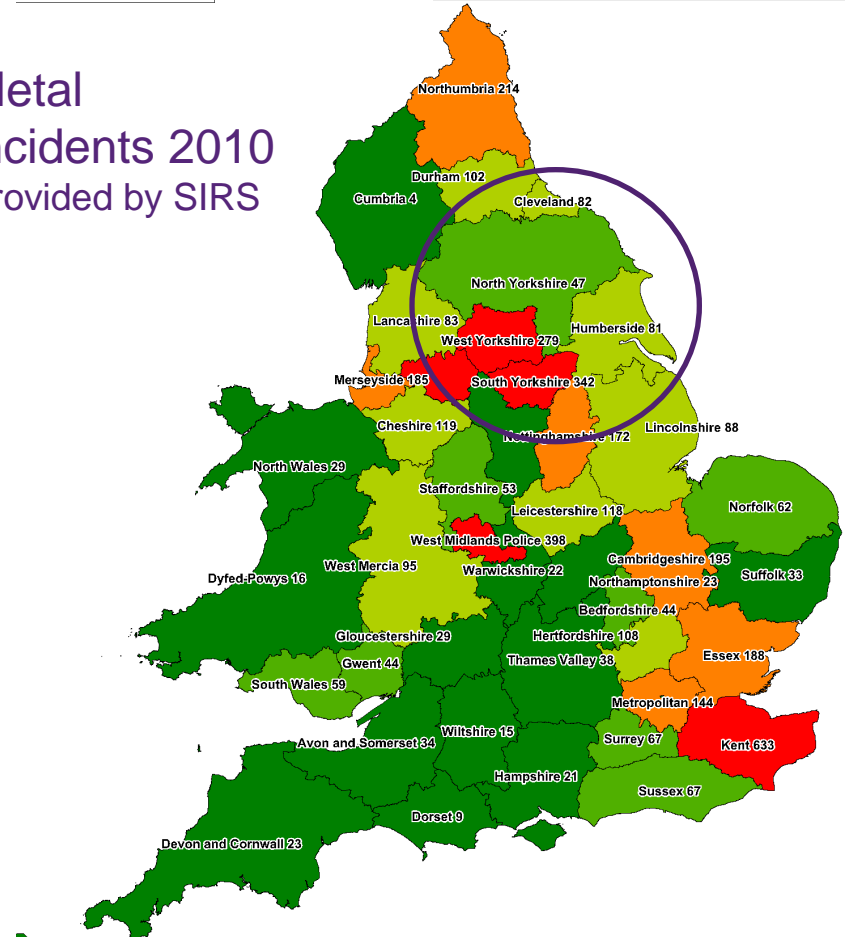 etal
ncidents 2010
rovided by SIRS
Northumbria 214
Durham 102
Cumbria 4
Cleveland 82
North Yorkshire 47
Lancashire 83
Humberside 81
West Yorkshire 279
Merseyside 185
South Yorkshire 342
Cheshire 119
Lincolnshire 88
Nottinghamshire 172
North Wales 29
Staffordshire 53
Norfolk 62
Leicestershire 118
West Midlands Police 398
Cambridgeshire 195
West Mercia 95
Warwickshire 22
Suffolk 33
Dyfed-Powys 16
Northamptonshire 23
Bedfordshire 44
Gloucestershire 29
Hertfordshire 108
Essex 188
Gwent 44
Thames Valley 38
South Wales 59
Metropolitan 144
Wiltshire 15
Surrey 67
Avon and Somerset 34
Kent 633
Hampshire 21
Sussex 67
Dorset 9
Devon and Cornwall 23